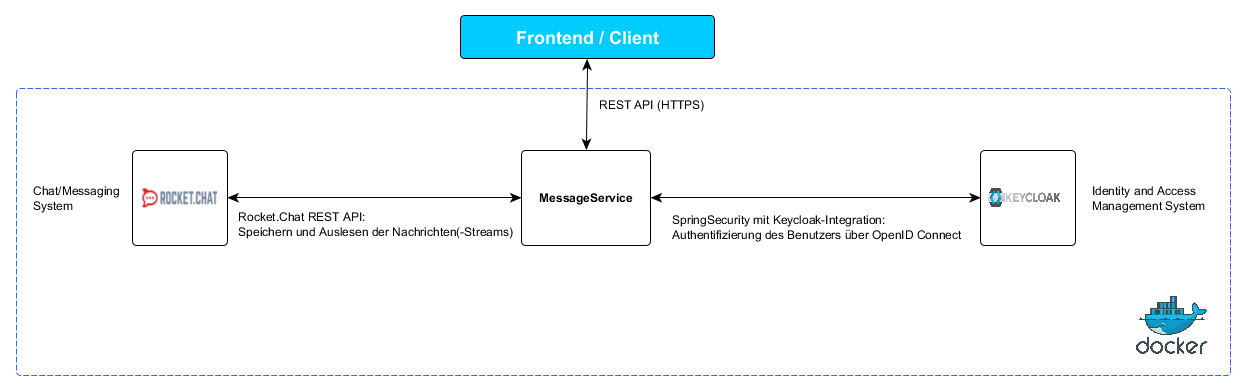 Frontend / Client
REST API (HTTPS)
Chat/Messaging
System
ROCKET.CHAT
Rocket.Chat REST API:
Speichern und Auslesen der Nachrichten(-Streams)
MessageService
SpringSecurity mit Keycloak-Integration:
Authentifizierung des Benutzers über OpenID Connect
KEYCLOAK
Identity and Access
Management System
docker